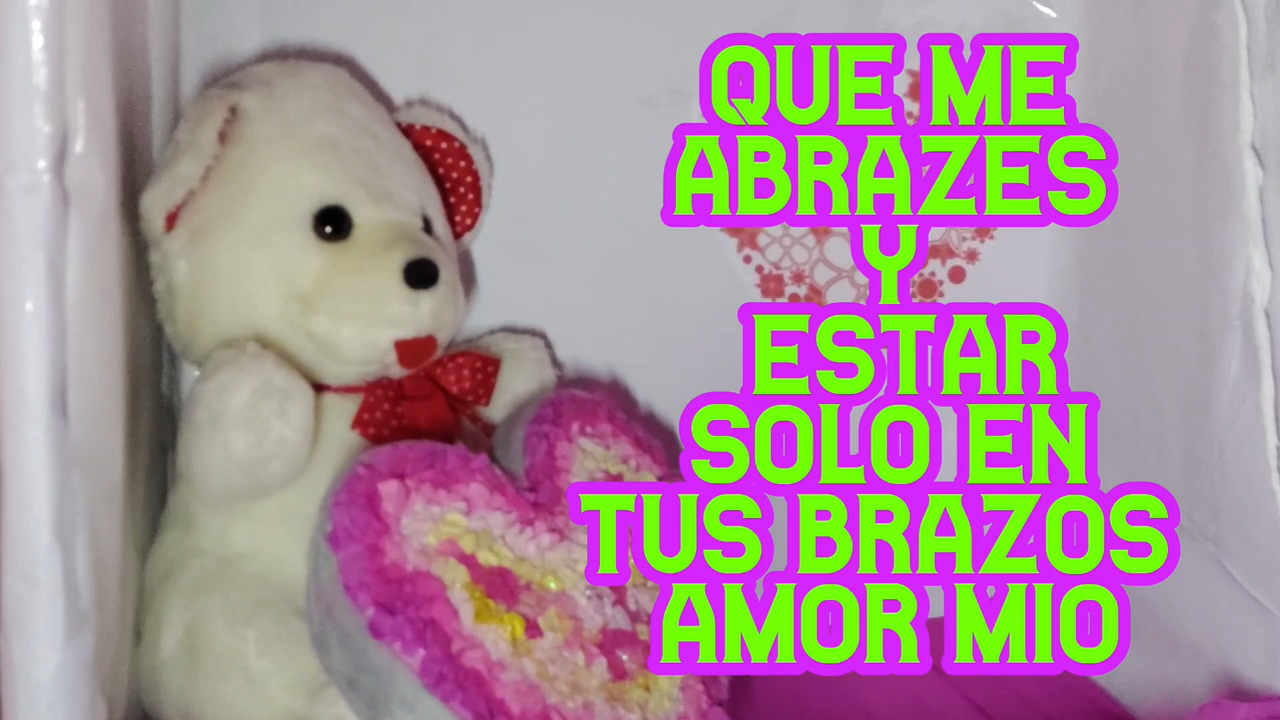 QUE ME
ABRAZES
Y
ESTAR
SOLO EN
TUS BRAZOS
AMOR MIO